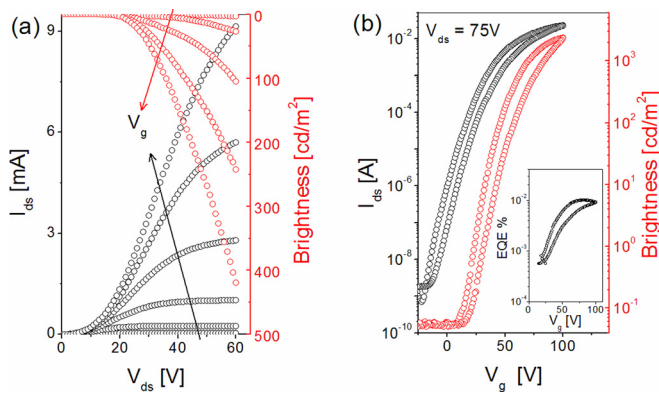 (a)
9
6
3
0
I_ds [mA]
V_g
0
100
200
300
400
500
Brightness [cd/m²]
0 20 40 60
V_ds [V]
(b)
V_ds = 75V
10⁻²
10⁻⁴
10⁻⁶
10⁻⁸
10⁻¹⁰
I_ds [A]
10³
10²
10¹
10⁰
10⁻¹
Brightness [cd/m²]
0 50 100
V_g [V]
10⁻¹
10⁻²
10⁻³
10⁻⁴
EQE %
0 50 100
V_g [V]